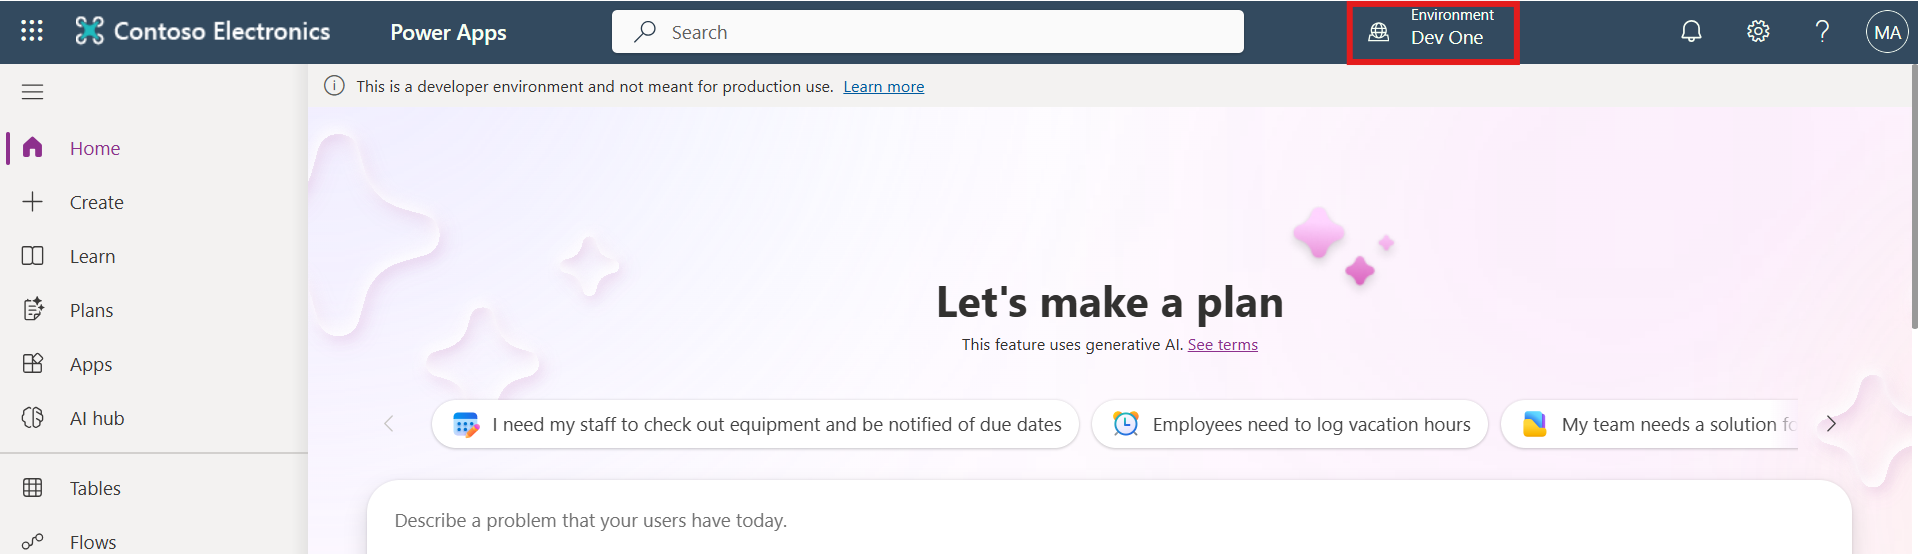 Contoso Electronics
Power Apps
Search
Environment
Dev One
MA
This is a developer environment and not meant for production use. Learn more
Home
Create
Learn
Plans
Apps
AI hub
Tables
Flows
Let's make a plan
This feature uses generative AI. See terms
I need my staff to check out equipment and be notified of due dates
Employees need to log vacation hours
My team needs a solution
Describe a problem that your users have today.